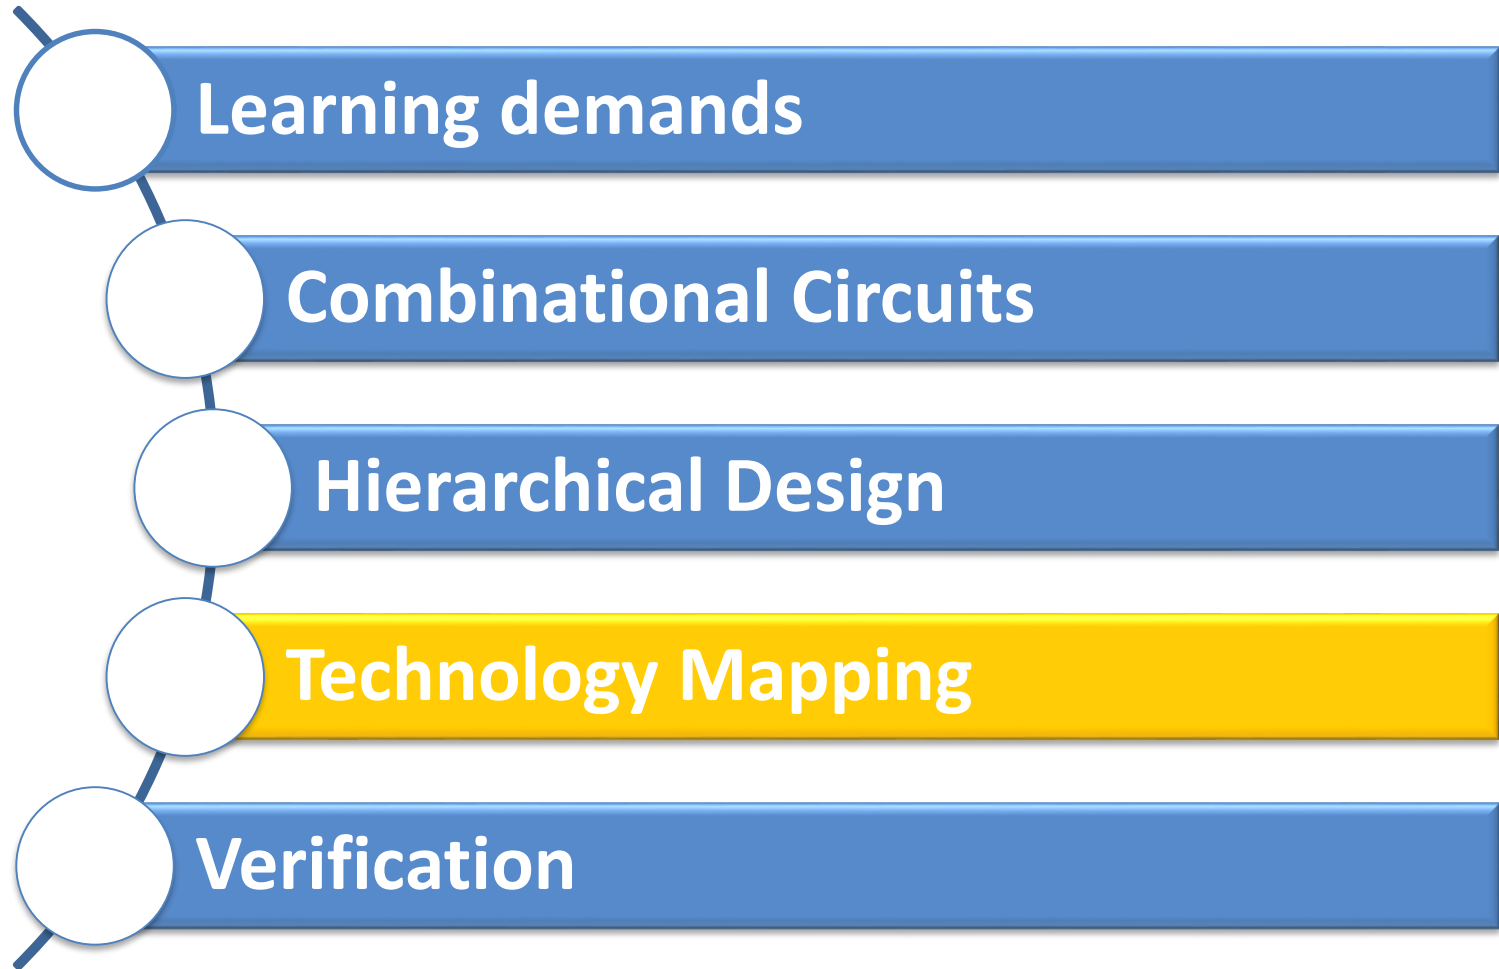 Learning demands
Combinational Circuits
Hierarchical Design
Technology Mapping
Verification